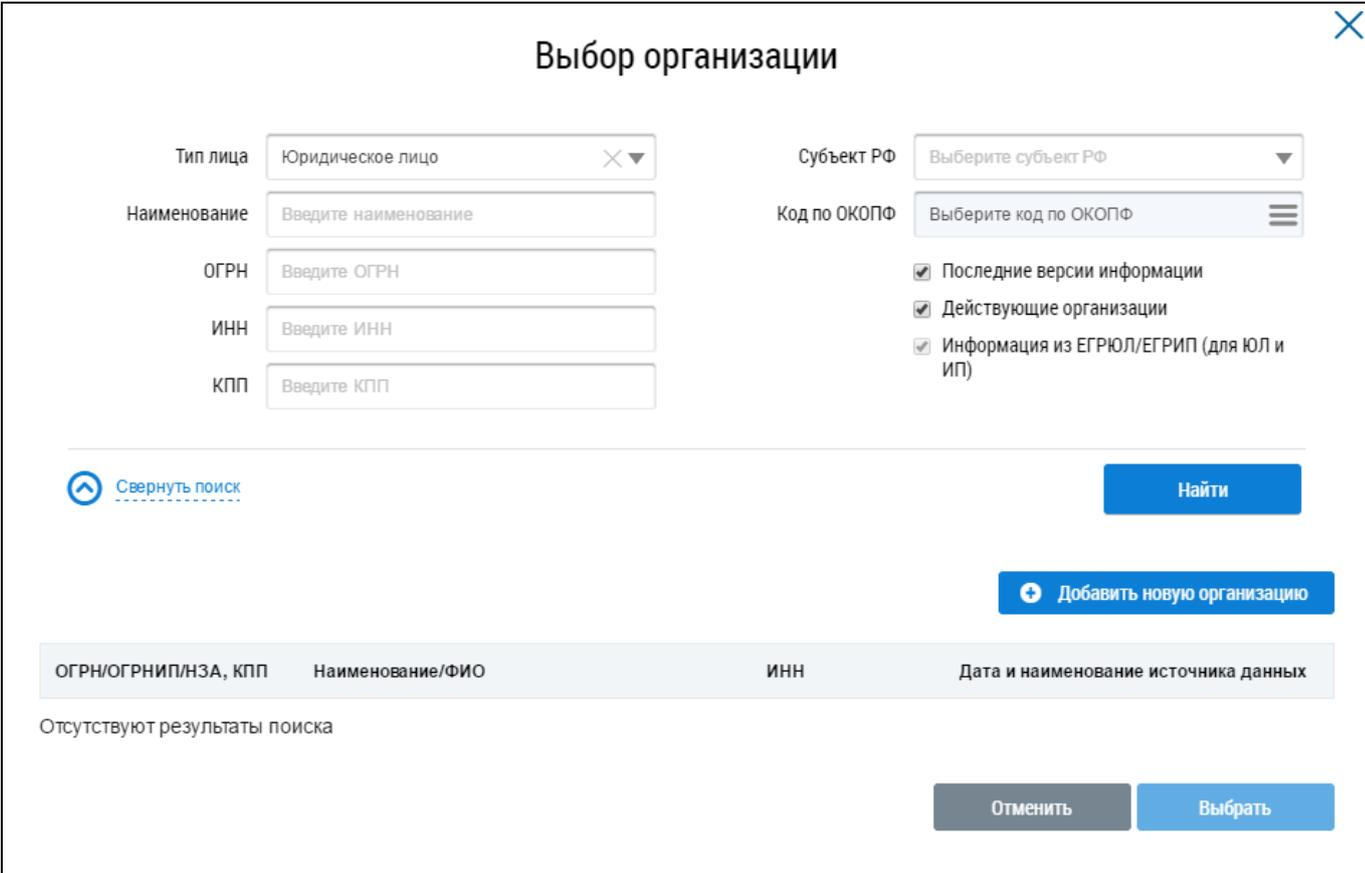 Выбор организации
Тип лица
Юридическое лицо
Наименование
Введите наименование
ОГРН
Введите ОГРН
ИНН
Введите ИНН
КПП
Введите КПП
Субъект РФ
Выберите субъект РФ
Код по ОКОПФ
Выберите код по ОКОПФ
Последние версии информации
Действующие организации
Информация из ЕГРЮЛ/ЕГРИП (для ЮЛ и
ИП)
Свернуть поиск
Найти
Добавить новую организацию
ОГРН/ОГРНИП/НЗА, КПП Наименование/ФИО ИНН Дата и наименование источника данных
Отсутствуют результаты поиска
Отменить
Выбрать